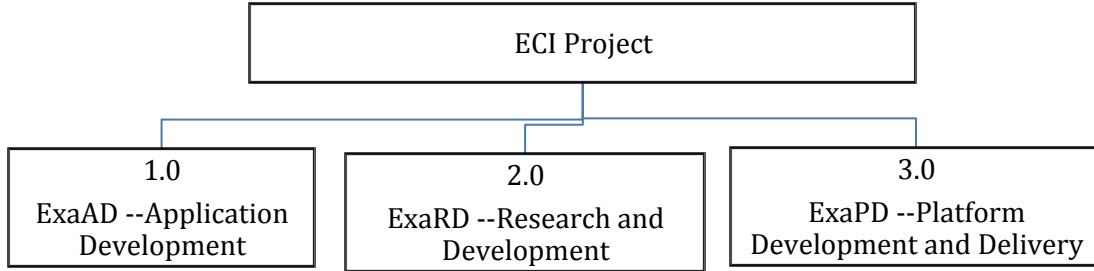 ECI Project
1.0
ExaAD --Application
Development
2.0
ExaRD --Research and
Development
3.0
ExaPD --Platform
Development and Delivery